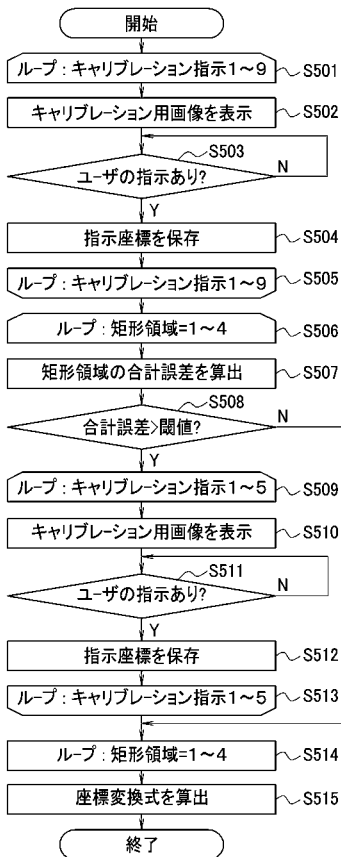 開始
ループ：キャリブレーション指示1～9
S501
キャリブレーション用画像を表示
S502
S503
ユーザの指示あり?
N
Y
指示座標を保存
S504
ループ：キャリブレーション指示1～9
S505
ループ：矩形領域=1～4
S506
矩形領域の合計誤差を算出
S507
S508
合計誤差>閾値?
N
Y
ループ：キャリブレーション指示1～5
S509
キャリブレーション用画像を表示
S510
S511
ユーザの指示あり?
N
Y
指示座標を保存
S512
ループ：キャリブレーション指示1～5
S513
ループ：矩形領域=1～4
S514
座標変換式を算出
S515
終了